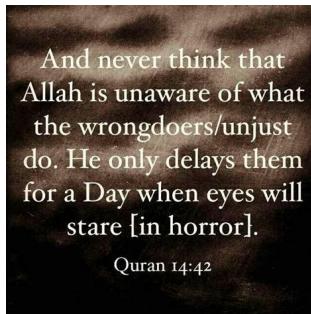 And never think that
Allah is unaware of what
the wrongdoers/unjust
do. He only delays them
for a Day when eyes will
stare [in horror].
Quran 14:42